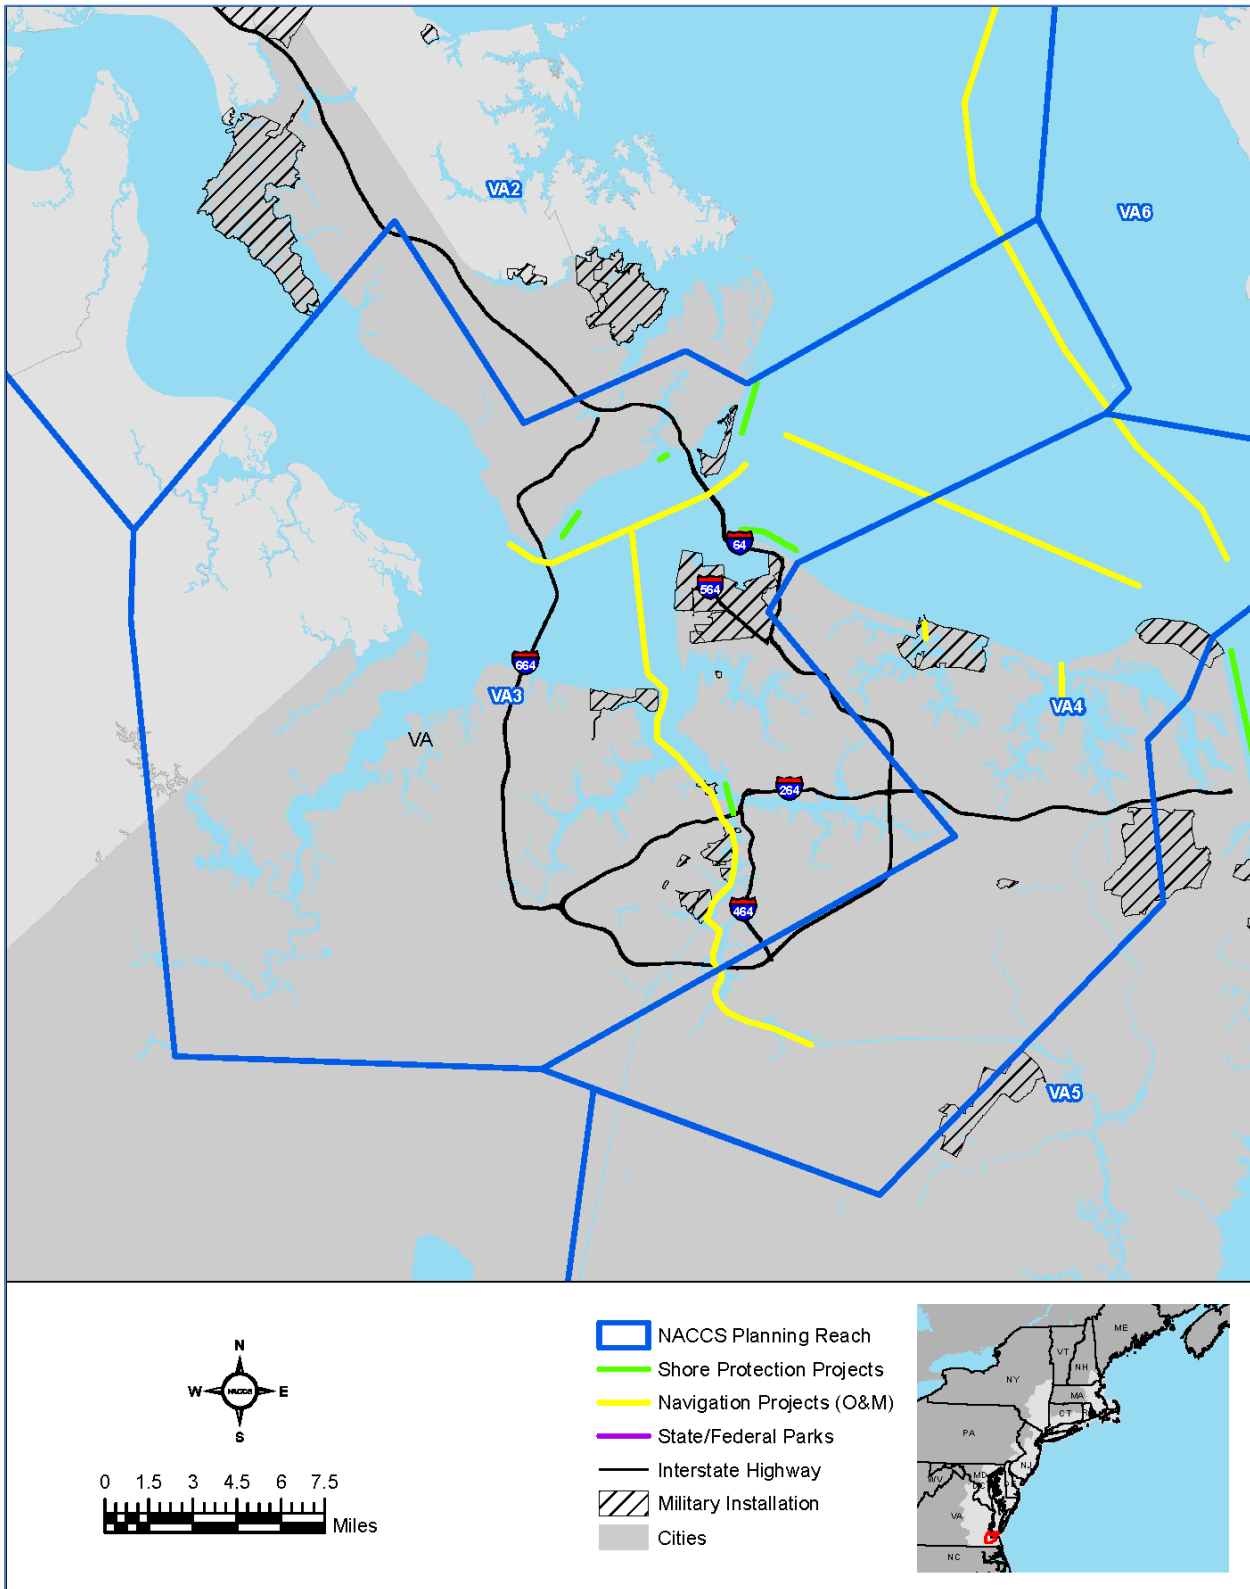 VA2
VA6
64
564
664
VA3
VA4
VA
264
464
VA5
N
W NACCS E
S
0 1.5 3 4.5 6 7.5
Miles
NACCS Planning Reach
Shore Protection Projects
Navigation Projects (O&M)
State/Federal Parks
Interstate Highway
Military Installation
Cities
ME
VT
NH
NY
MA
CT
PA
NJ
MD
WV
VA
NC